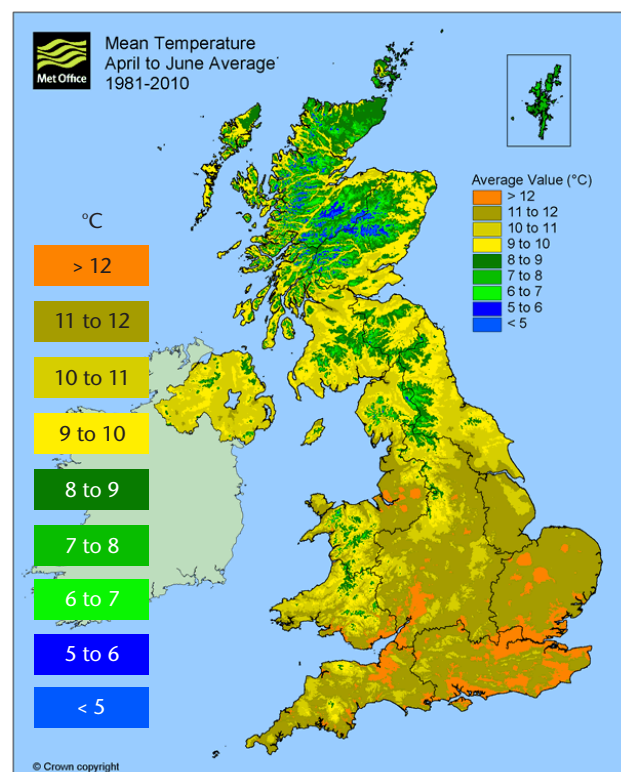 Met Office
Mean Temperature
April to June Average
1981-2010
Average Value (°C)
> 12
11 to 12
10 to 11
9 to 10
8 to 9
7 to 8
6 to 7
5 to 6
< 5
°C
> 12
11 to 12
10 to 11
9 to 10
8 to 9
7 to 8
6 to 7
5 to 6
< 5
© Crown copyright